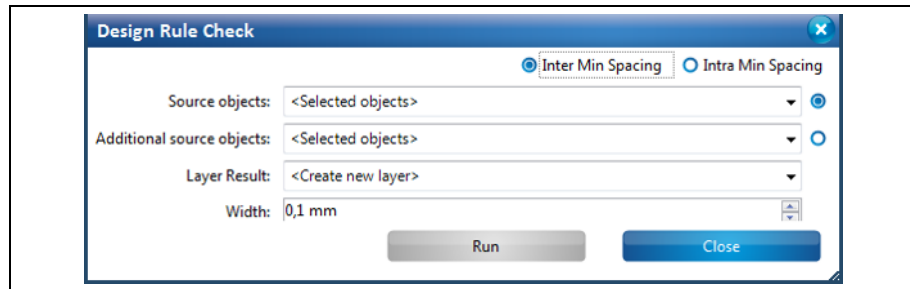 Design Rule Check
Inter Min Spacing Intra Min Spacing
Source objects: <Selected objects>
Additional source objects: <Selected objects>
Layer Result: <Create new layer>
Width: 0,1 mm
Run Close